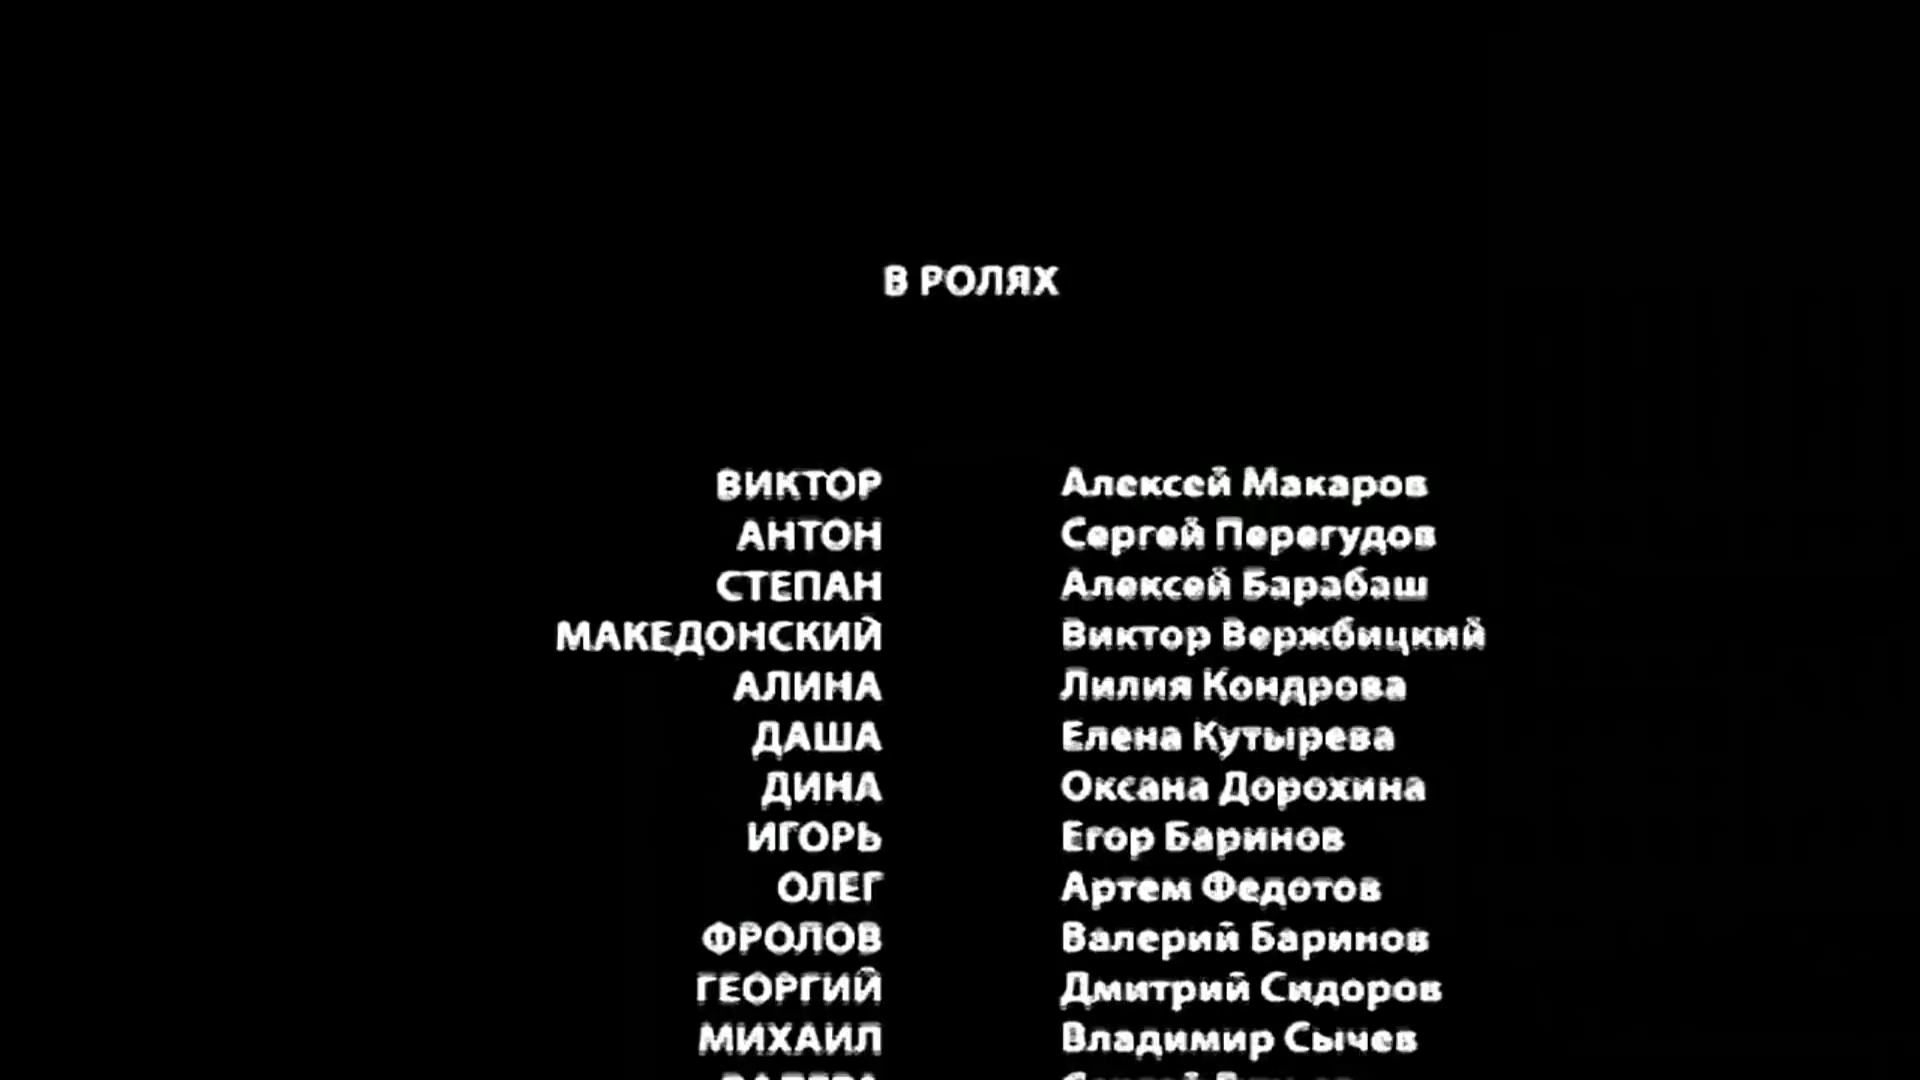 В РОЛЯХ
ВИКТОР Алексей Макаров
АНТОН Сергей Перегудов
СТЕПАН Алексей Барабаш
МАКЕДОНСКИЙ Виктор Вержбицкий
АЛИНА Лилия Кондрова
ДАША Елена Кутырева
ДИНА Оксана Дорохина
ИГОРЬ Егор Баринов
ОЛЕГ Артем Федотов
ФРОЛОВ Валерий Баринов
ГЕОРГИЙ Дмитрий Сидоров
МИХАИЛ Владимир Сычев